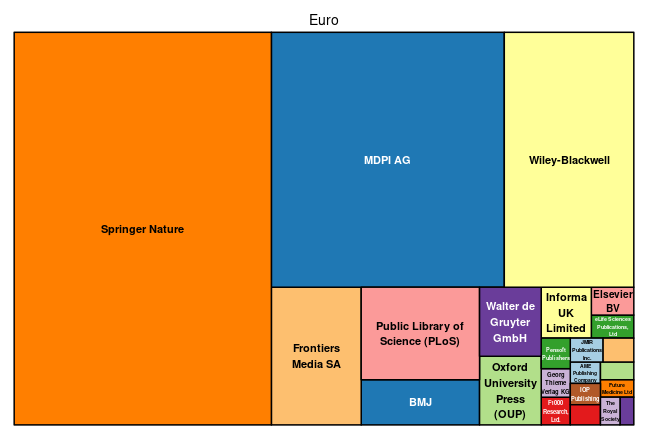 Euro
Springer Nature
MDPI AG
Wiley-Blackwell
Frontiers
Media SA
Public Library of
Science (PLoS)
BMJ
Walter de
Gruyter
GmbH
Oxford
University
Press
(OUP)
Informa
UK
Limited
Elsevier
BV
eLife Sciences
Publications,
Ltd
Pensoft
Publishers
JMIR
Publications
Inc.
Georg
Thieme
Verlag KG
AME
Publishing
Company
IOP
Publishing
F1000
Research,
Ltd.
Future
Medicine Ltd
The
Royal
Society